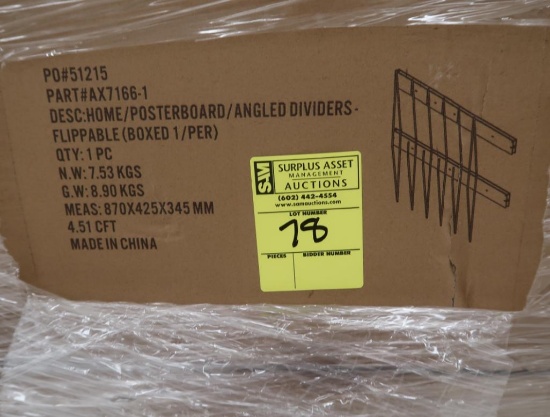 PO#51215
PART#AX7166-1
DESC:HOME/POSTERBOARD/ANGLED DIVIDERS-
FLIPPABLE (BOXED 1/PER)
QTY: 1 PC
N.W: 7.53 KGS
G.W: 8.90 KGS
MEAS: 870X425X345 MM
4.51 CFT
MADE IN CHINA
SAM
SURPLUS ASSET
MANAGEMENT
AUCTIONS
(602) 442-4554
www.samauctions.com
LOT NUMBER
78
PIECES
BIDDER NUMBER